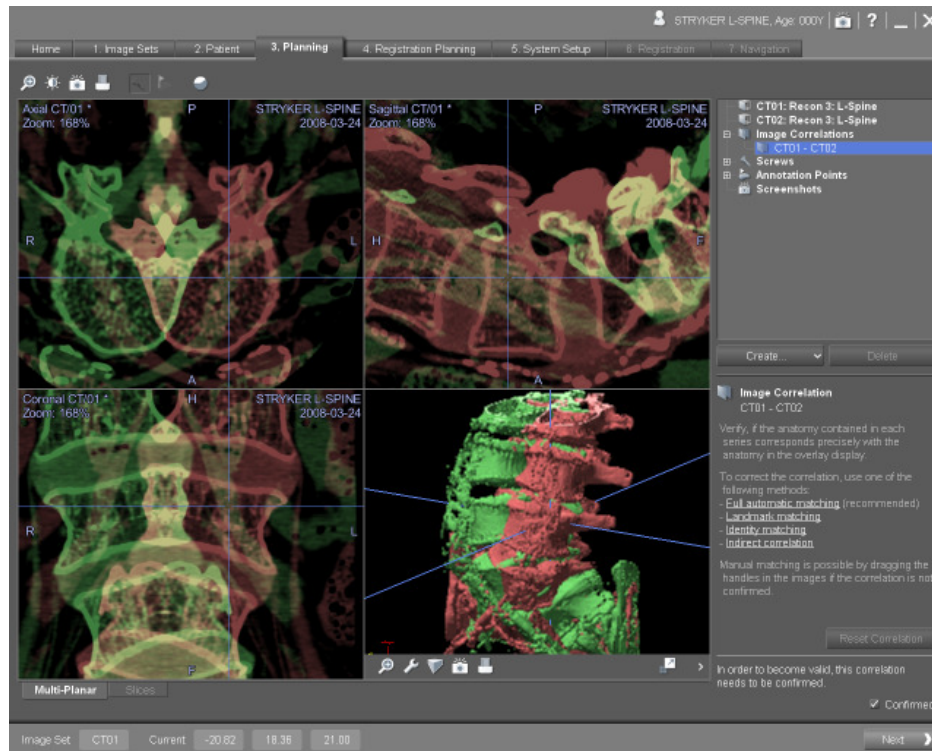 STRYKER L-SPINE, Age: 000Y
?
Home
1. Image Sets
2. Patient
3. Planning
4. Registration Planning
5. System Setup
6. Registration
7. Navigation
Axial CT/01 *
Zoom: 168%
P
STRYKER L-SPINE
2008-03-24
R
L
A
Sagittal CT/01 *
Zoom: 168%
P
STRYKER L-SPINE
2008-03-24
H
F
A
Coronal CT/01 *
Zoom: 168%
H
STRYKER L-SPINE
2008-03-24
R
L
F
CT01: Recon 3: L-Spine
CT02: Recon 3: L-Spine
Image Correlations
CT01 - CT02
Screws
Annotation Points
Screenshots
Create...
Delete
Image Correlation
CT01 - CT02
Verify, if the anatomy contained in each
series corresponds precisely with the
anatomy in the overlay display.
To correct the correlation, use one of the
following methods:
- Full automatic matching (recommended)
- Landmark matching
- Identity matching
- Indirect correlation
Manual matching is possible by dragging the
handles in the images if the correlation is not
confirmed.
Reset Correlation
In order to become valid, this correlation
needs to be confirmed.
Confirmed
Multi-Planar
Slices
Image Set
CT01
Current
-20.82
18.36
21.00
Next